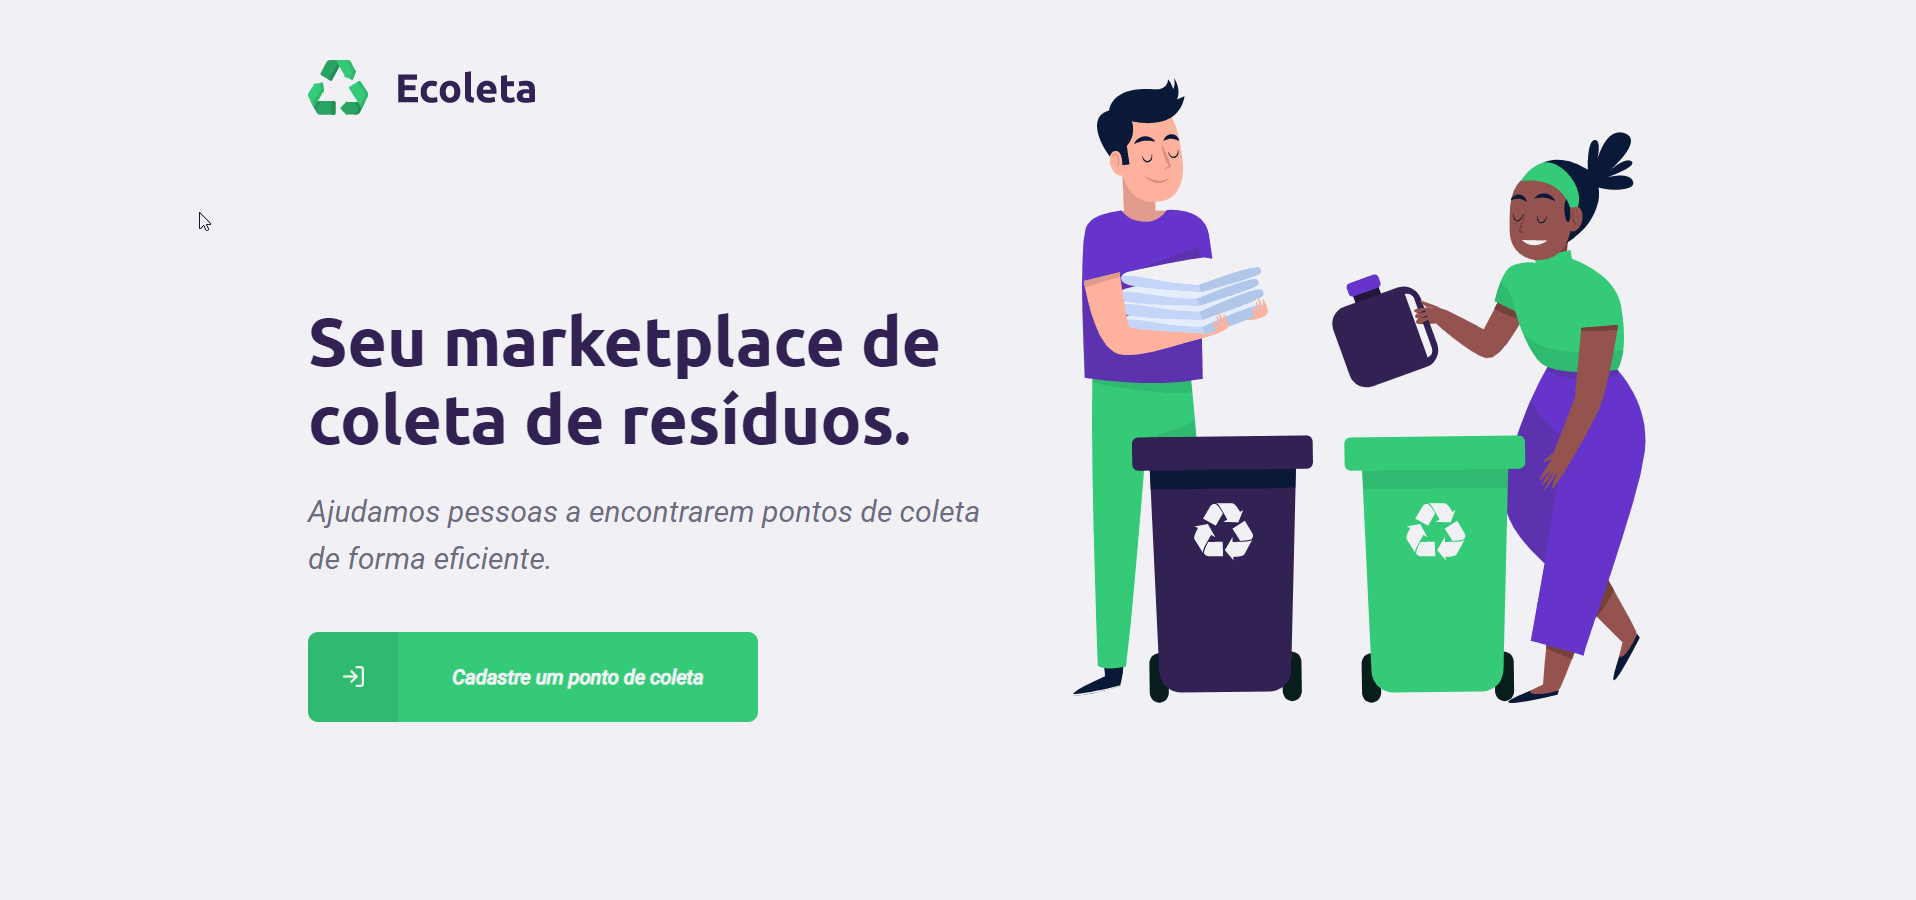 Ecoleta
Seu marketplace de
coleta de resíduos.
Ajudamos pessoas a encontrarem pontos de coleta
de forma eficiente.
Cadastre um ponto de coleta